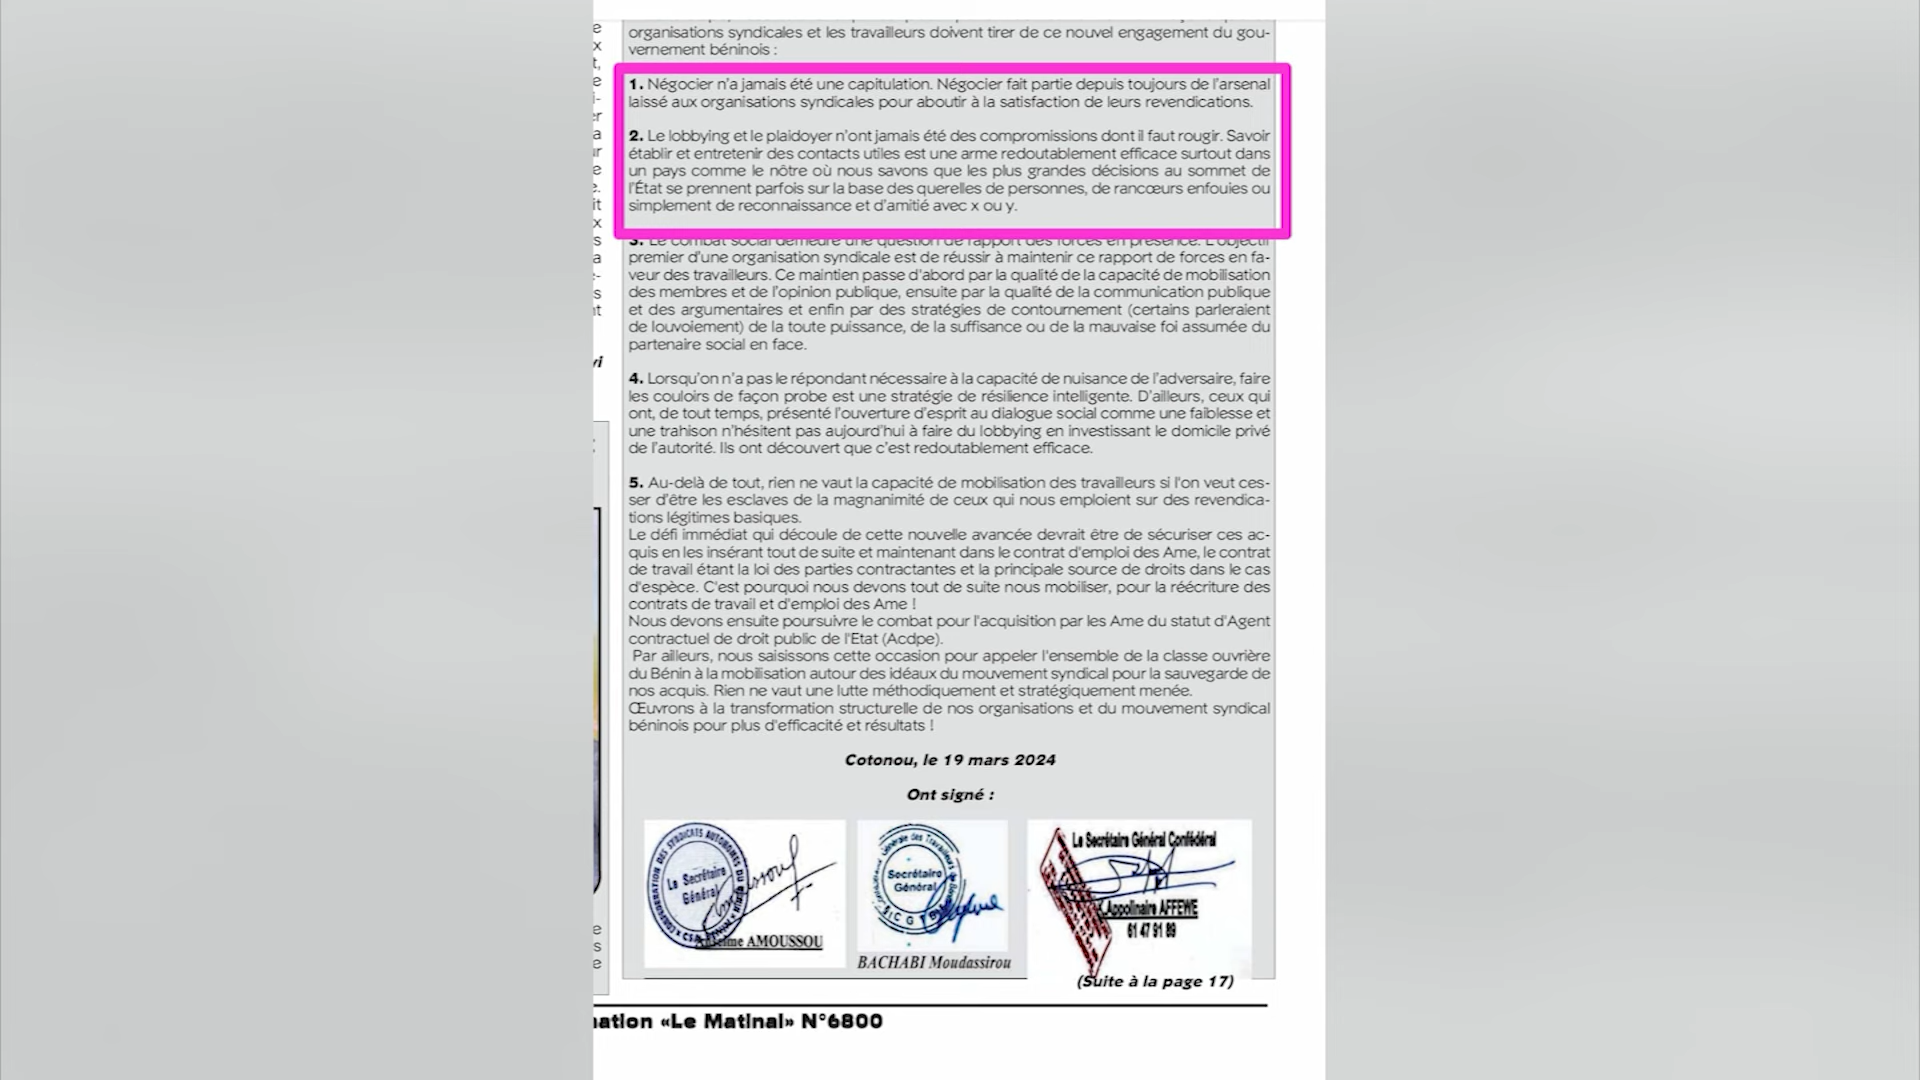 organisations syndicales et les travailleurs doivent tirer de ce nouvel engagement du gou-
vernement béninois :
1. Négocier n'a jamais été une capitulation. Négocier fait partie depuis toujours de l'arsenal
laissé aux organisations syndicales pour aboutir à la satisfaction de leurs revendications.
2. Le lobbying et le plaidoyer n'ont jamais été des compromissions dont il faut rougir. Savoir
établir et entretenir des contacts utiles est une arme redoutablement efficace surtout dans
un pays comme le nôtre où nous savons que les plus grandes décisions au sommet de
l'État se prennent parfois sur la base des querelles de personnes, de rancœurs enfouies ou
simplement de reconnaissance et d'amitié avec x ou y.
3. Le combat social demeure une question de rapport des forces en présence. L'objectif
premier d'une organisation syndicale est de réussir à maintenir ce rapport de forces en fa-
veur des travailleurs. Ce maintien passe d'abord par la qualité de la capacité de mobilisation
des membres et de l'opinion publique, ensuite par la qualité de la communication publique
et des argumentaires et enfin par des stratégies de contournement (certains parleraient
de louvoiement) de la toute puissance, de la suffisance ou de la mauvaise foi assumée du
partenaire social en face.
4. Lorsqu'on n'a pas le répondant nécessaire à la capacité de nuisance de l'adversaire, faire
les couloirs de façon probe est une stratégie de résilience intelligente. D'ailleurs, ceux qui
ont, de tout temps, présenté l'ouverture d'esprit au dialogue social comme une faiblesse et
une trahison n'hésitent pas aujourd'hui à faire du lobbying en investissant le domicile privé
de l'autorité. Ils ont découvert que c'est redoutablement efficace.
5. Au-delà de tout, rien ne vaut la capacité de mobilisation des travailleurs si l'on veut ces-
ser d'être les esclaves de la magnanimité de ceux qui nous emploient sur des revendica-
tions légitimes basiques.
Le défi immédiat qui découle de cette nouvelle avancée devrait être de sécuriser ces ac-
quis en les insérant tout de suite et maintenant dans le contrat d'emploi des Ame, le contrat
de travail étant la loi des parties contractantes et la principale source de droits dans le cas
d'espèce. C'est pourquoi nous devons tout de suite nous mobiliser, pour la réécriture des
contrats de travail et d'emploi des Ame !
Nous devons ensuite poursuivre le combat pour l'acquisition par les Ame du statut d'Agent
contractuel de droit public de l'Etat (Acdpe).
Par ailleurs, nous saisissons cette occasion pour appeler l'ensemble de la classe ouvrière
du Bénin à la mobilisation autour des idéaux du mouvement syndical pour la sauvegarde de
nos acquis. Rien ne vaut une lutte méthodiquement et stratégiquement menée.
Œuvrons à la transformation structurelle de nos organisations et du mouvement syndical
béninois pour plus d'efficacité et résultats !
Cotonou, le 19 mars 2024
Ont signé :
Le Secrétaire
Général
AMOUSSOU
Secrétaire
Général
BACHABI Moudassirou
Le Secrétaire Général Confédéral
Appolinaire AFFEWE
61 47 91 89
(Suite à la page 17)
«Le Matinal» N°6800